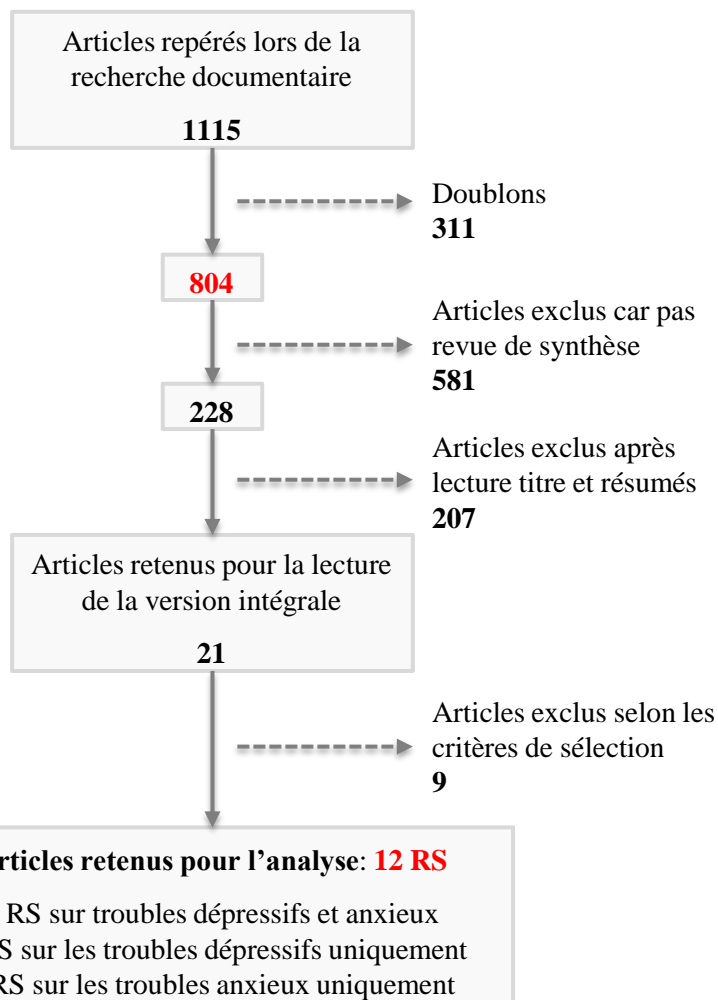 Articles repérés lors de la
recherche documentaire
1115
Doublons
311
804
Articles exclus car pas
revue de synthèse
581
228
Articles exclus après
lecture titre et résumés
207
Articles retenus pour la lecture
de la version intégrale
21
Articles exclus selon les
critères de sélection
9
rticles retenus pour l’analyse: 12 RS
RS sur troubles dépressifs et anxieux
S sur les troubles dépressifs uniquement
RS sur les troubles anxieux uniquement